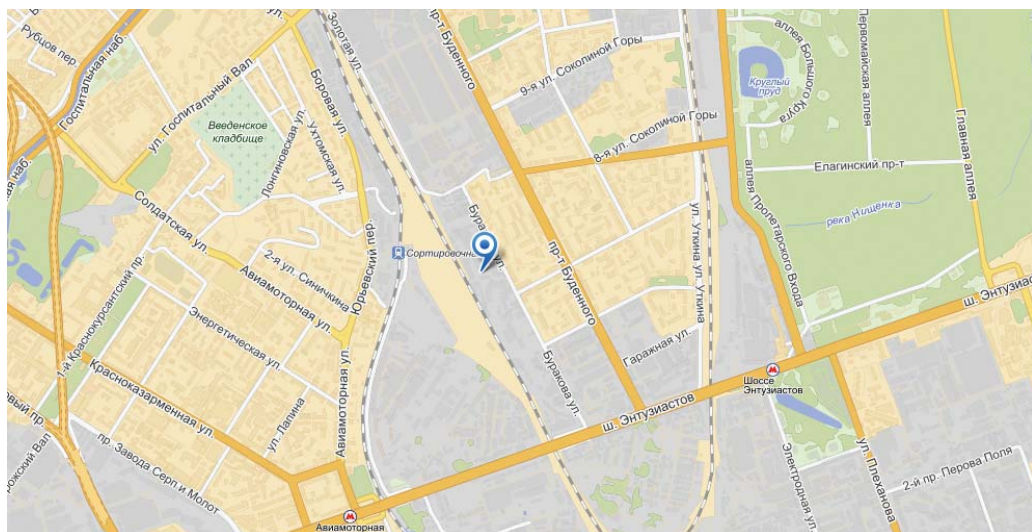 Рубцов пер.
Госпитальная наб.
ул. Госпитальный Вал
Золотая ул.
пр-т Буденного
9-я ул. Соколиной Горы
8-я ул. Соколиной Горы
Круглый
пруд
аллея Большого Круга
Первомайская аллея
Главная аллея
Елагинский пр-т
река Нищенка
аллея Пролетарского Входа
Введенское
кладбище
Лонгиновская ул.
Ухтомская ул.
Боровая ул.
Солдатская ул.
2-я ул. Синичкина
Авиамоторная ул.
Юрьевский пер.
Сортировочная
пр-т Буденного
ул. Уткина
ул. Уткина
1-й Краснокурсантский пр.
Энергетическая ул.
Красноказарменная ул.
ул. Лапина
Авиамоторная ул.
Буракова ул.
Гаражная ул.
ш. Энтузиастов
Шоссе
Энтузиастов
ш. Энтузиас
пр. Завода Серп и Молот
Авиамоторная
Электродная ул.
ул. Плеханова
2-й пр. Перова Поля